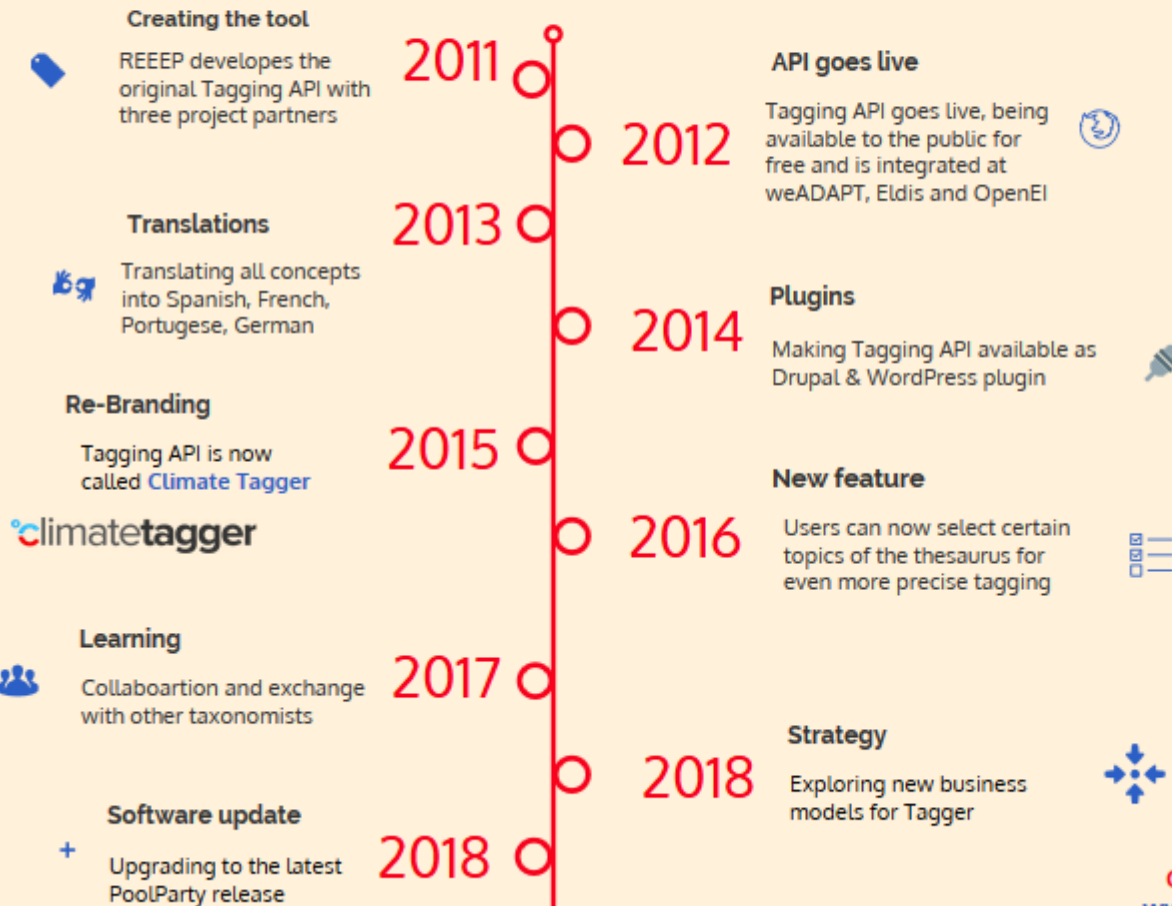 Creating the tool
REEEP developes the
original Tagging API with
three project partners
2011
API goes live
Tagging API goes live, being
available to the public for
free and is integrated at
weADAPT, Eldis and OpenEI
2012
Translations
Translating all concepts
into Spanish, French,
Portugese, German
2013
Plugins
Making Tagging API available as
Drupal & WordPress plugin
2014
Re-Branding
Tagging API is now
called Climate Tagger
climatetagger
2015
New feature
Users can now select certain
topics of the thesaurus for
even more precise tagging
2016
Learning
Collaboartion and exchange
with other taxonomists
2017
Strategy
Exploring new business
models for Tagger
2018
Software update
Upgrading to the latest
PoolParty release
2018